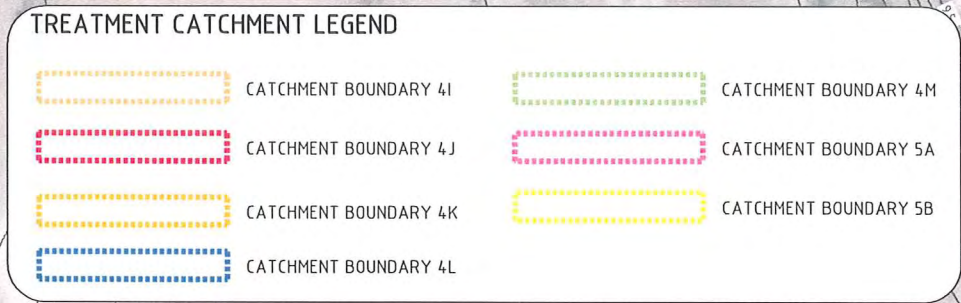 TREATMENT CATCHMENT LEGEND
CATCHMENT BOUNDARY 4I
CATCHMENT BOUNDARY 4J
CATCHMENT BOUNDARY 4K
CATCHMENT BOUNDARY 4L
CATCHMENT BOUNDARY 4M
CATCHMENT BOUNDARY 5A
CATCHMENT BOUNDARY 5B